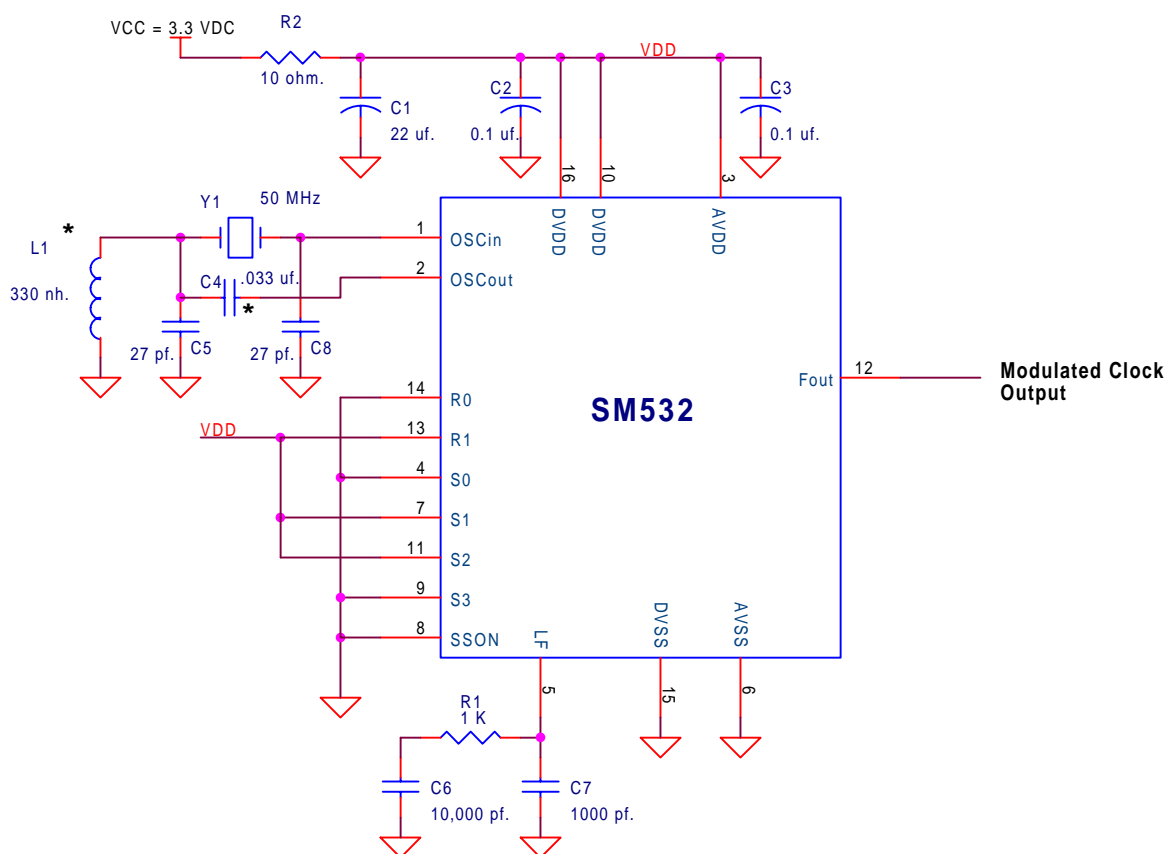 VCC = 3.3 VDC
R2
10 ohm.
VDD
C1
22 uf.
C2
0.1 uf.
C3
0.1 uf.
16
10
3
DVDD
DVDD
AVDD
*
L1
330 nh.
Y1
50 MHz
1
OSCin
2
OSCout
C4
.033 uf.
*
C5
27 pf.
C8
27 pf.
14
R0
VDD
13
R1
4
S0
7
S1
11
S2
9
S3
8
SSON
SM532
Fout
12
Modulated Clock
Output
LF
DVSS
AVSS
5
15
6
R1
1 K
C6
10,000 pf.
C7
1000 pf.